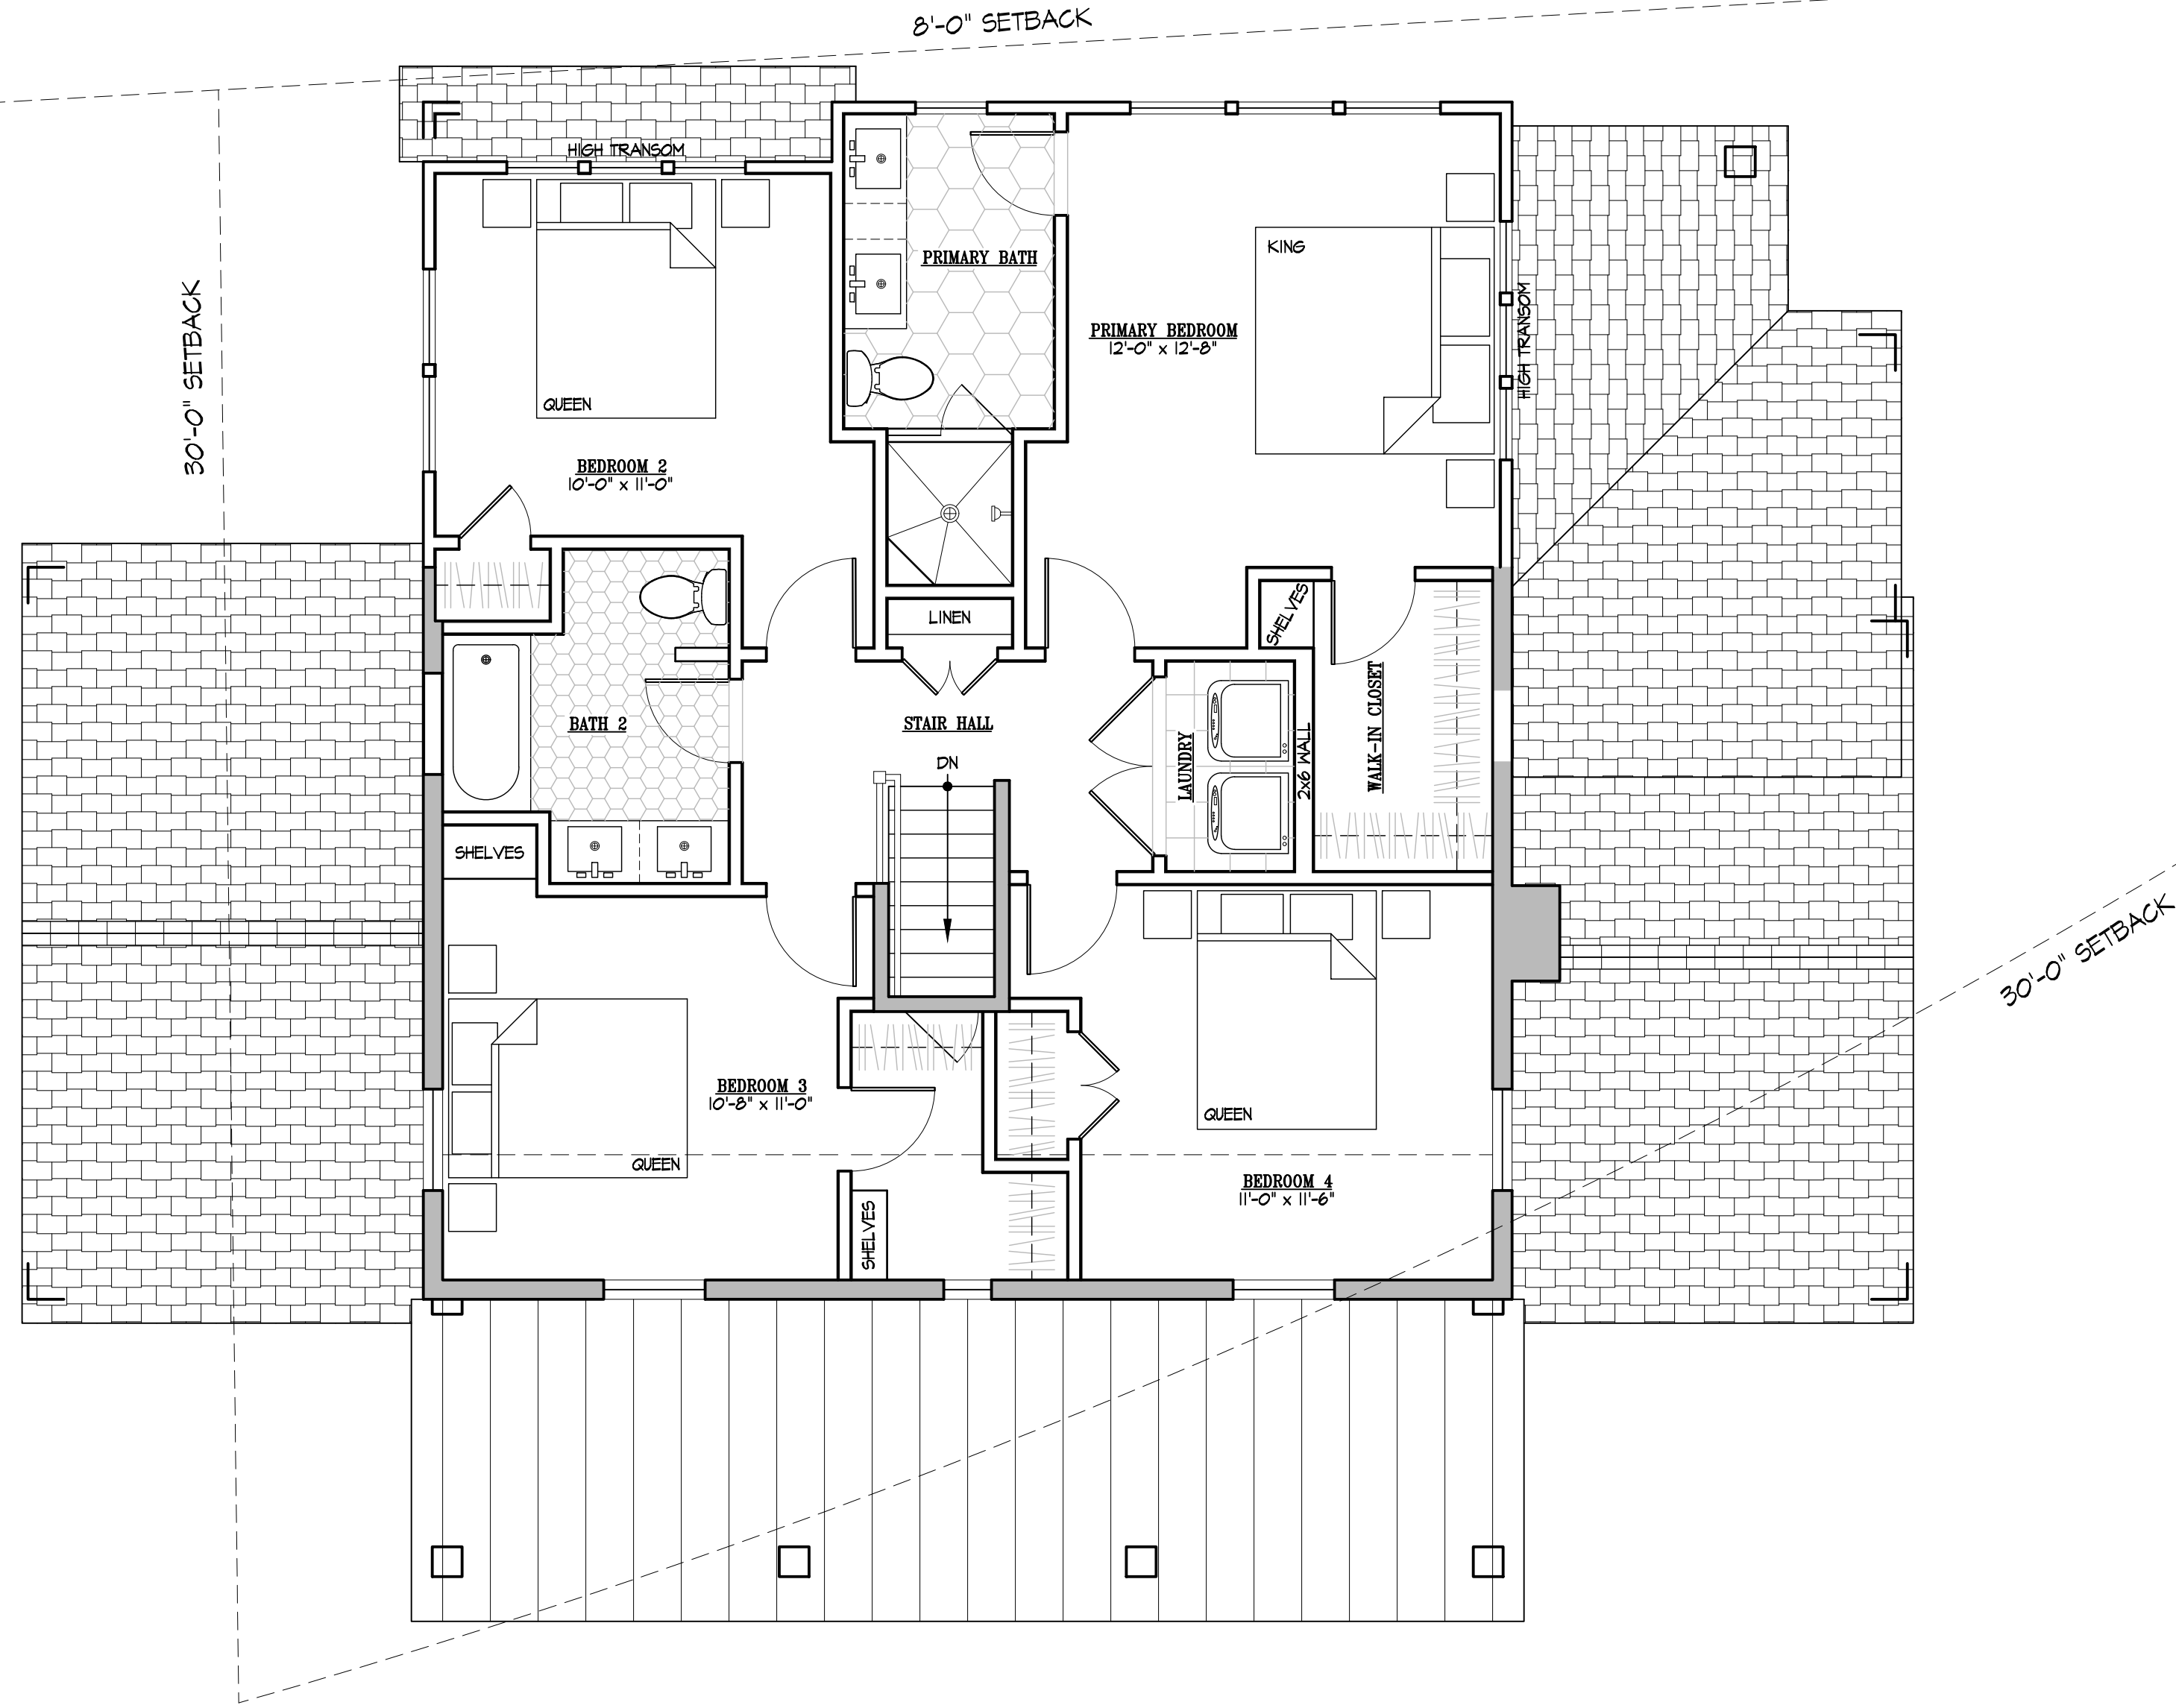 8'-0" SETBACK
HIGH TRANSOM
PRIMARY BATH
KING
30'-0" SETBACK
HIGH TRANSOM
PRIMARY BEDROOM
12'-0" x 12'-8"
QUEEN
BEDROOM 2
10'-0" x 11'-0"
LINEN
SHELVES
WALK-IN CLOSET
BATH 2
STAIR HALL
LAUNDRY
2x6 WALL
DN
SHELVES
30'-0" SETBACK
BEDROOM 3
10'-8" x 11'-0"
QUEEN
QUEEN
BEDROOM 4
11'-0" x 11'-6"
SHELVES